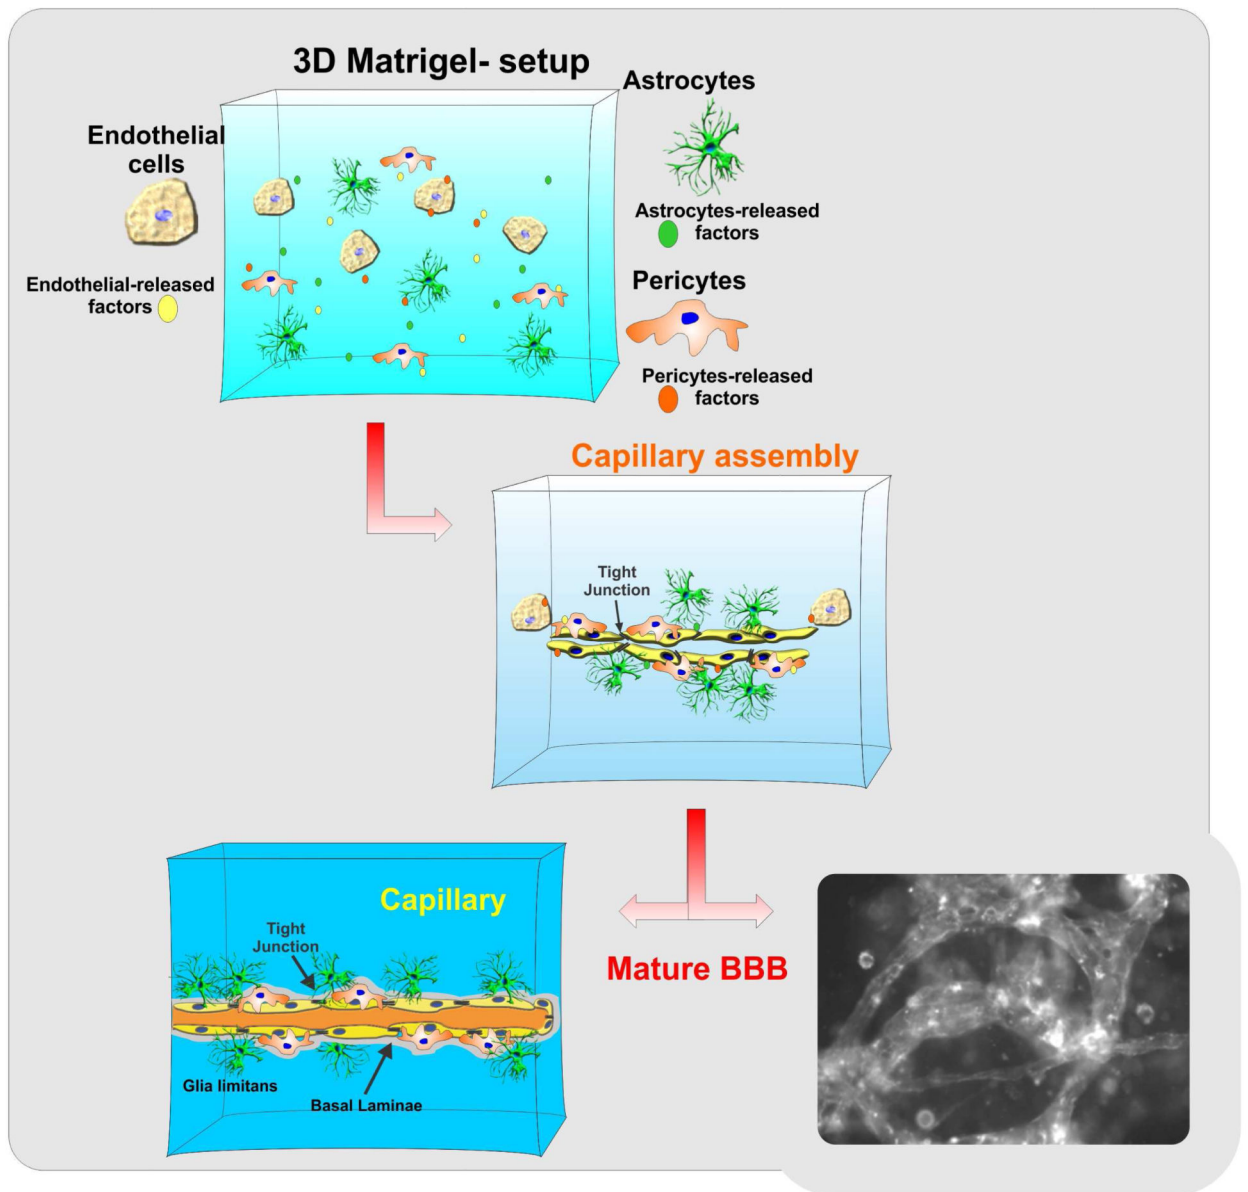 3D Matrigel- setup
Astrocytes
Endothelial
cells
Astrocytes-released
factors
Endothelial-released
factors
Pericytes
Pericytes-released
factors
Capillary assembly
Tight
Junction
Capillary
Tight
Junction
Mature BBB
Glia limitans
Basal Laminae